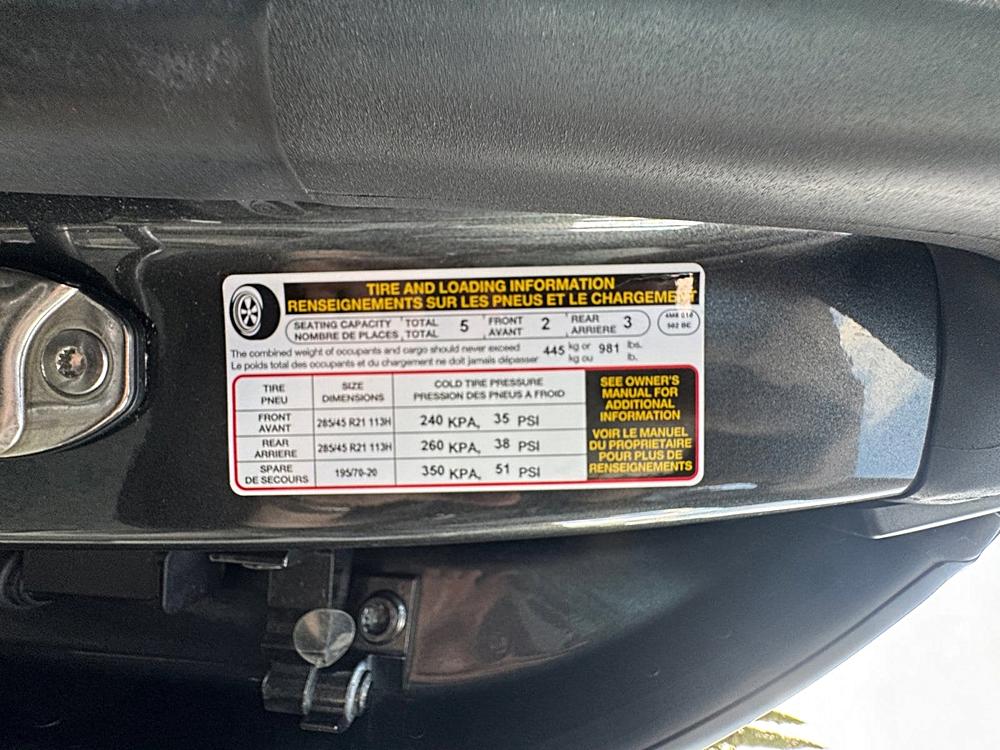 TIRE AND LOADING INFORMATION
RENSEIGNEMENTS SUR LES PNEUS ET LE CHARGEMENT
SEATING CAPACITY TOTAL 5 FRONT 2 REAR 3
NOMBRE DE PLACES TOTAL AVANT ARRIERE
The combined weight of occupants and cargo should never exceed 445 kg or 981 lbs.
Le poids total des occupants et du chargement ne doit jamais dépasser kg ou lb.
TIRE SIZE COLD TIRE PRESSURE
PNEU DIMENSIONS PRESSION DES PNEUS A FROID
FRONT
AVANT 285/45 R21 113H 240 KPA, 35 PSI
REAR
ARRIERE 285/45 R21 113H 260 KPA, 38 PSI
SPARE
DE SECOURS 195/70-20 350 KPA, 51 PSI
SEE OWNER'S
MANUAL FOR
ADDITIONAL
INFORMATION
VOIR LE MANUEL
DU PROPRIETAIRE
POUR PLUS DE
RENSEIGNEMENTS